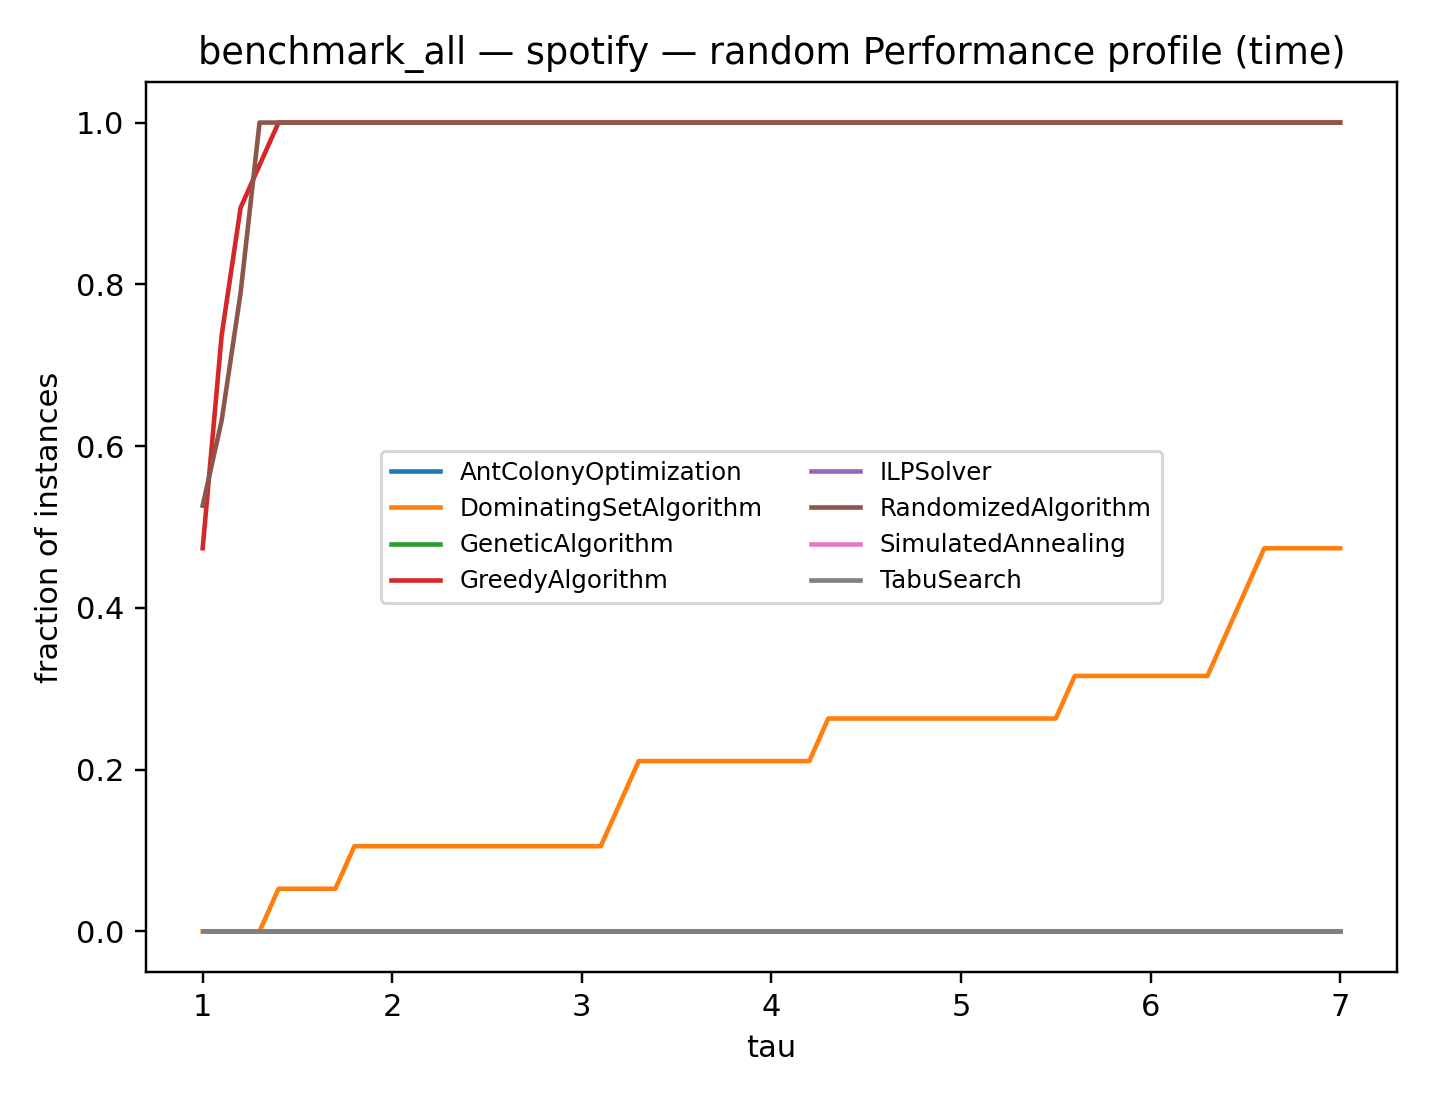 benchmark_all — spotify — random Performance profile (time)
1.0
0.8
0.6
0.4
0.2
0.0
fraction of instances
AntColonyOptimization
DominatingSetAlgorithm
GeneticAlgorithm
GreedyAlgorithm
ILPSolver
RandomizedAlgorithm
SimulatedAnnealing
TabuSearch
1 2 3 4 5 6 7
tau